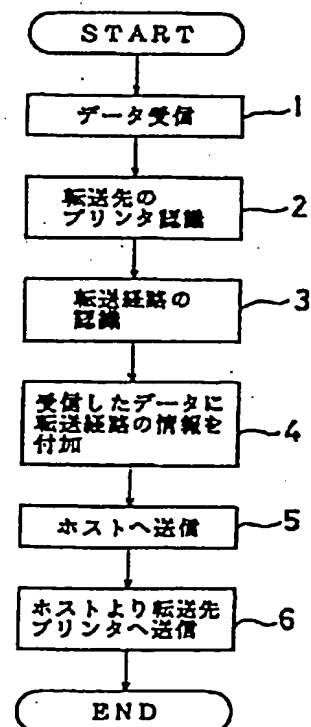 START
データ受信
1
転送先の
プリンタ認識
2
転送経路の
認識
3
受信したデータに
転送経路の情報を
付加
4
ホストへ送信
5
ホストより転送先
プリンタへ送信
6
END